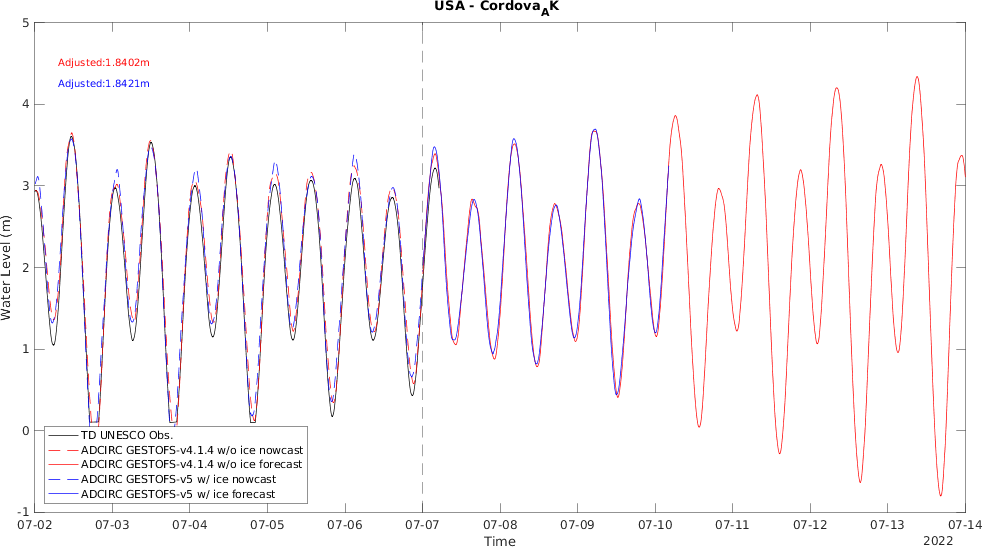 USA - Cordova_AK
5
Adjusted:1.8402m
Adjusted:1.8421m
4
3
2
1
0
-1
Water Level (m)
TD UNESCO Obs.
ADCIRC GESTOFS-v4.1.4 w/o ice nowcast
ADCIRC GESTOFS-v4.1.4 w/o ice forecast
ADCIRC GESTOFS-v5 w/ ice nowcast
ADCIRC GESTOFS-v5 w/ ice forecast
07-02 07-03 07-04 07-05 07-06 07-07 07-08 07-09 07-10 07-11 07-12 07-13 07-14
Time
2022